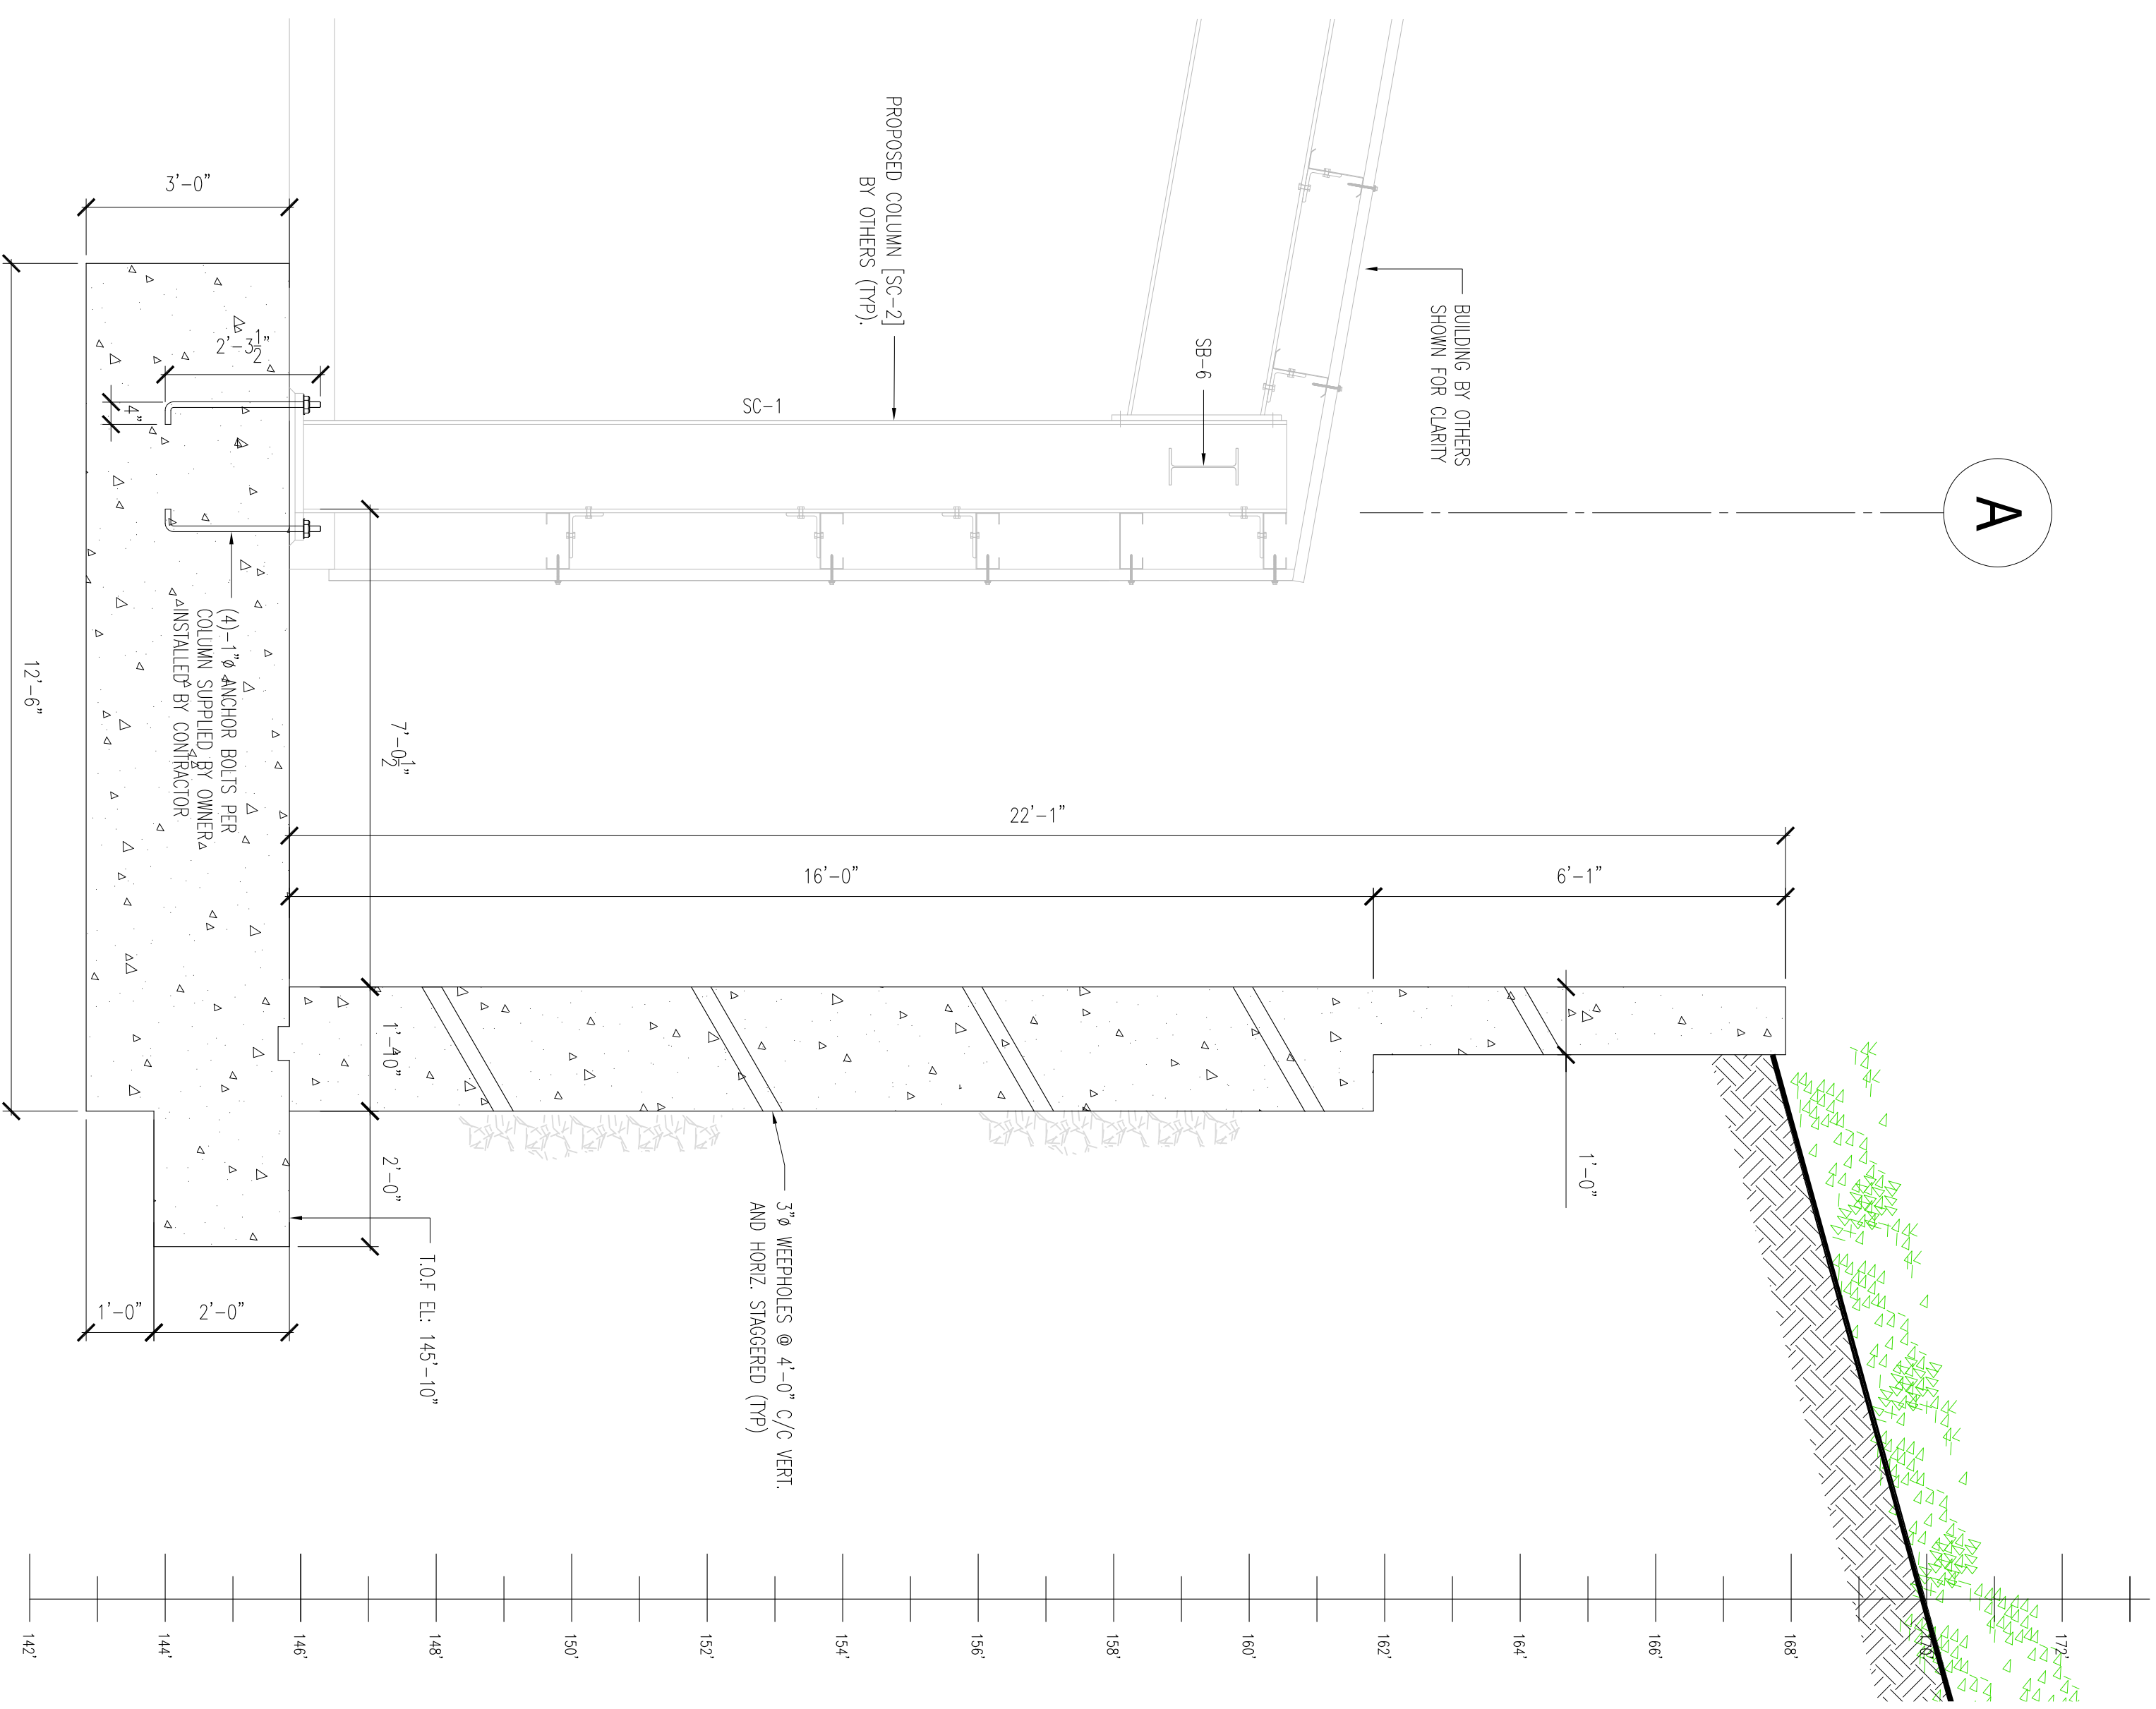 A
BUILDING BY OTHERS
SHOWN FOR CLARITY
PROPOSED COLUMN [SC-2]
BY OTHERS (TYP).
SB-6
SC-1
3'-0"
2'-3½"
4"
12'-6"
(4)-1"ø ANCHOR BOLTS PER
COLUMN SUPPLIED BY OWNER
INSTALLED BY CONTRACTOR
7'-0½"
22'-1"
16'-0"
6'-1"
1'-10"
2'-0"
1'-0"
3"ø WEEPHOLES @ 4'-0" C/C VERT.
AND HORIZ. STAGGERED (TYP)
T.O.F EL: 145'-10"
1'-0"
2'-0"
142'
144'
146'
148'
150'
152'
154'
156'
158'
160'
162'
164'
166'
168'
170'
172'